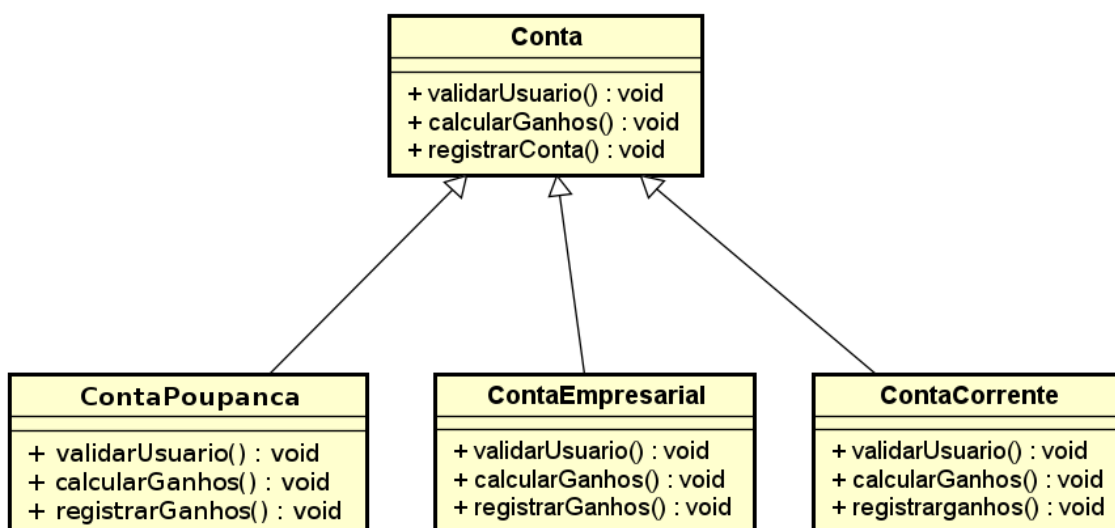 Conta
+ validarUsuario() : void
+ calcularGanhos() : void
+ registrarConta() : void
ContaPoupanca
+ validarUsuario() : void
+ calcularGanhos() : void
+ registrarGanhos() : void
ContaEmpresarial
+ validarUsuario() : void
+ calcularGanhos() : void
+ registrarGanhos() : void
ContaCorrente
+ validarUsuario() : void
+ calcularGanhos() : void
+ registrarganhos() : void